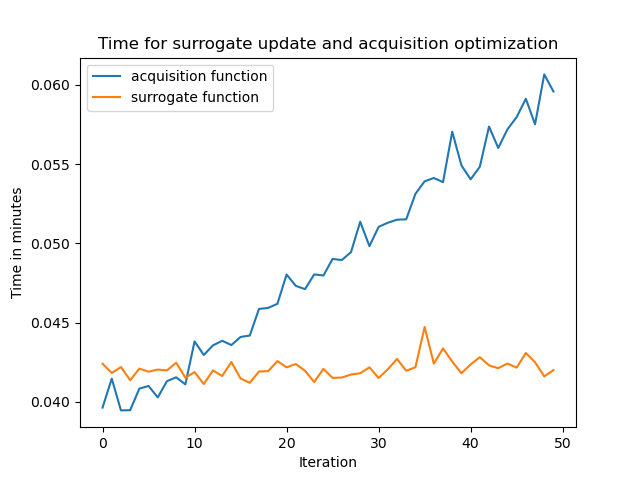 Time for surrogate update and acquisition optimization
acquisition function
surrogate function
0.060
0.055
0.050
0.045
0.040
Time in minutes
0 10 20 30 40 50
Iteration